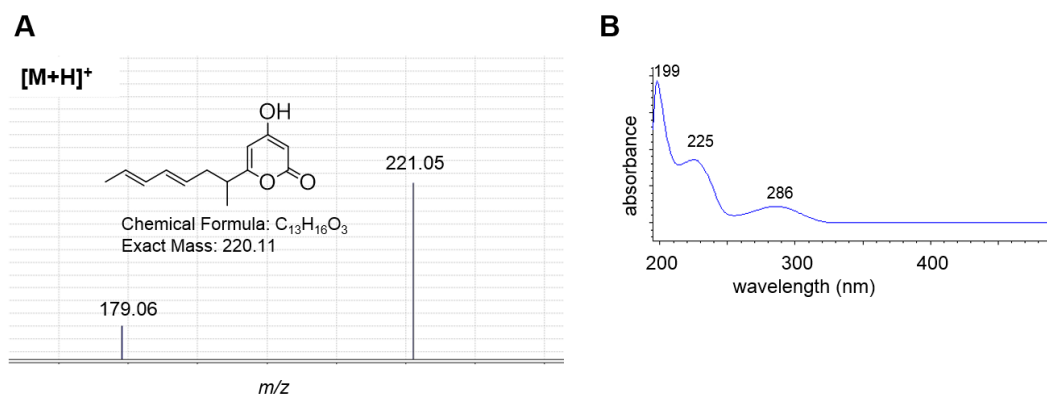 A
[M+H]⁺
OH
O
O
221.05
Chemical Formula: C₁₃H₁₆O₃
Exact Mass: 220.11
179.06
m/z
B
199
225
286
absorbance
200
300
400
wavelength (nm)